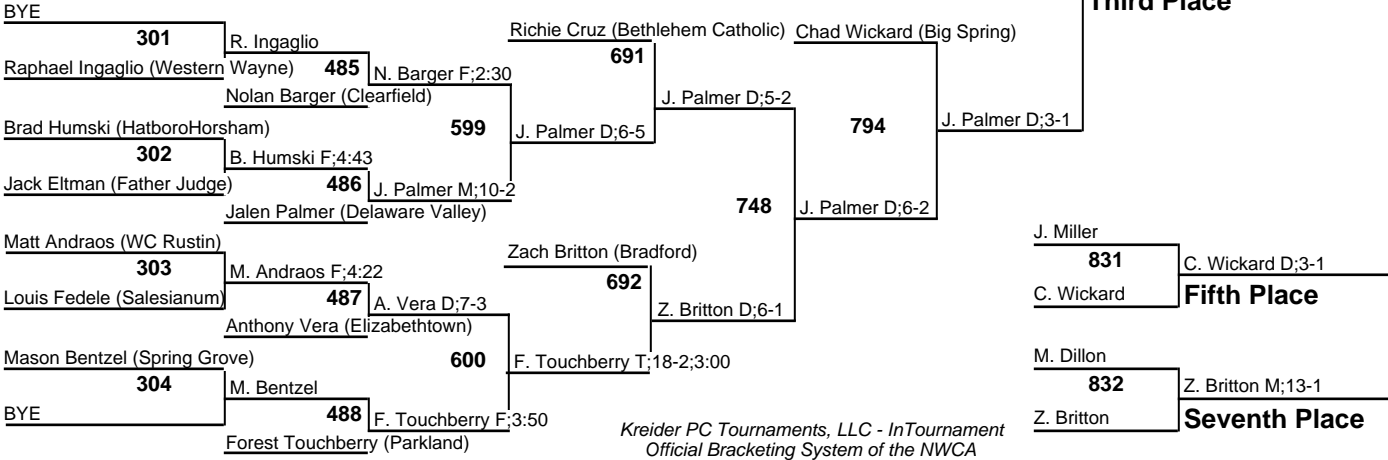 BYE
301
R. Ingaglio
Raphael Ingaglio (Western Wayne)
485
N. Barger F;2:30
Nolan Barger (Clearfield)
Brad Humski (HatboroHorsham)
599
J. Palmer D;6-5
302
B. Humski F;4:43
Jack Eltman (Father Judge)
486
J. Palmer M;10-2
Jalen Palmer (Delaware Valley)
Matt Andraos (WC Rustin)
303
M. Andraos F;4:22
Louis Fedele (Salesianum)
487
A. Vera D;7-3
Anthony Vera (Elizabethtown)
Mason Bentzel (Spring Grove)
600
F. Touchberry T;18-2;3:00
304
M. Bentzel
BYE
488
F. Touchberry F;3:50
Forest Touchberry (Parkland)
Richie Cruz (Bethlehem Catholic)
691
J. Palmer D;5-2
748
J. Palmer D;6-2
Zach Britton (Bradford)
692
Z. Britton D;6-1
Chad Wickard (Big Spring)
794
J. Palmer D;3-1
Third Place
J. Miller
831
C. Wickard D;3-1
C. Wickard
Fifth Place
M. Dillon
832
Z. Britton M;13-1
Z. Britton
Seventh Place
Kreider PC Tournaments, LLC - InTournament
Official Bracketing System of the NWCA